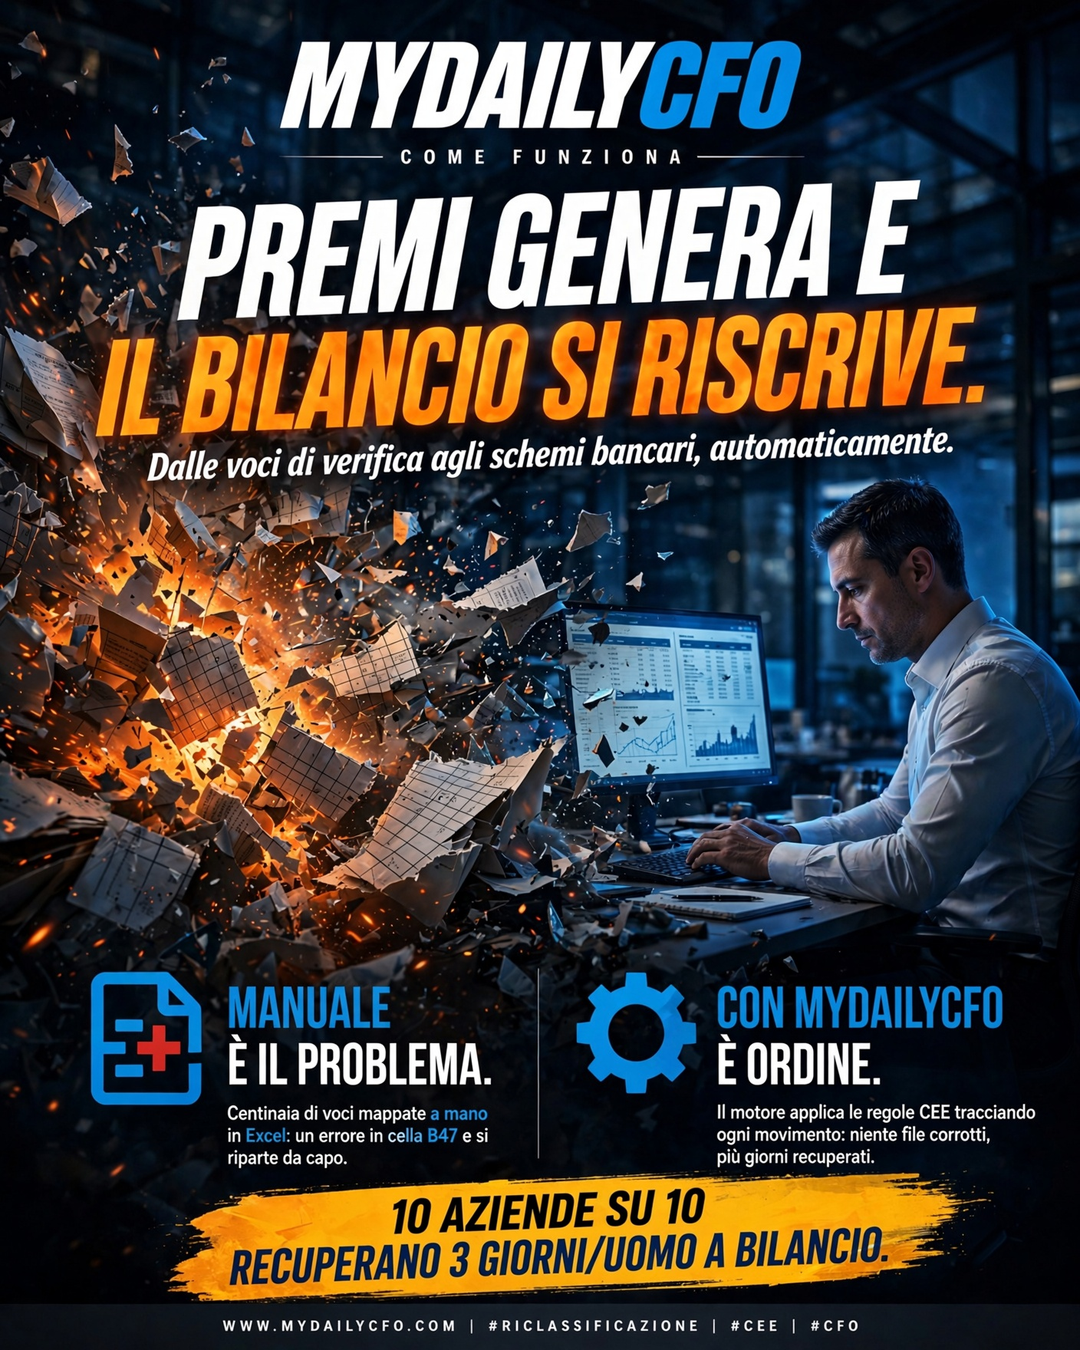 MYDAILYCFO
COME FUNZIONA
PREMI GENERA E
IL BILANCIO SI RISCRIVE.
Dalle voci di verifica agli schemi bancari, automaticamente.
MANUALE
È IL PROBLEMA.
Centinaia di voci mappate a mano
in Excel: un errore in cella B47 e si
riparte da capo.
CON MYDAILYCFO
È ORDINE.
Il motore applica le regole CEE tracciando
ogni movimento: niente file corrotti,
più giorni recuperati.
10 AZIENDE SU 10
RECUPERANO 3 GIORNI/UOMO A BILANCIO.
WWW.MYDAILYCFO.COM | #RICLASSIFICAZIONE | #CEE | #CFO